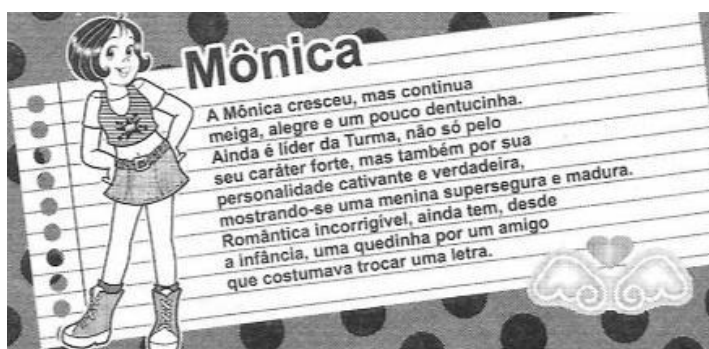 Mônica
A Mônica cresceu, mas continua
meiga, alegre e um pouco dentucinha.
Ainda é líder da Turma, não só pelo
seu caráter forte, mas também por sua
personalidade cativante e verdadeira,
mostrando-se uma menina supersegura e madura.
Romântica incorrigível, ainda tem, desde
a infância, uma quedinha por um amigo
que costumava trocar uma letra.